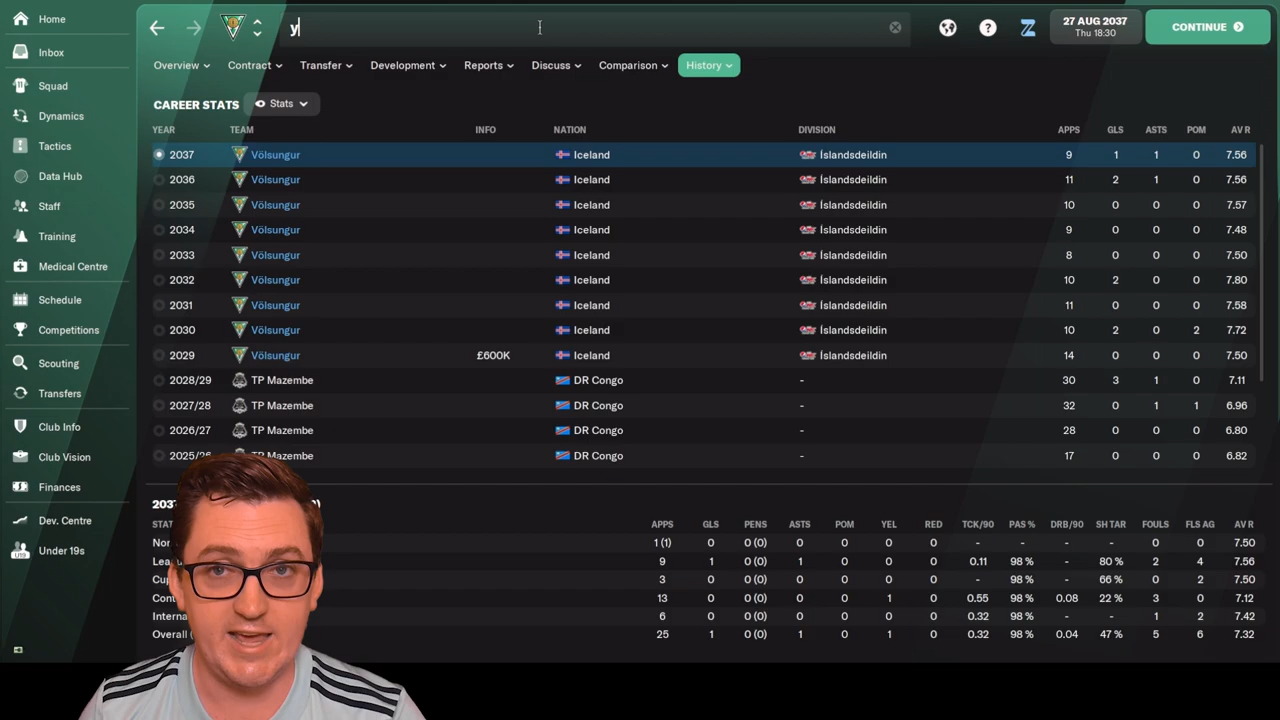 Home
y
27 AUG 2037
Thu 18:30
CONTINUE
Inbox
Squad
Dynamics
Tactics
Data Hub
Staff
Training
Medical Centre
Schedule
Competitions
Scouting
Transfers
Club Info
Club Vision
Finances
Dev. Centre
Under 19s
U19
Overview Contract Transfer Development Reports Discuss Comparison History
CAREER STATS Stats
YEAR TEAM INFO NATION DIVISION APPS GLS ASTS POM AV R
2037 Völsungur Iceland Íslandsdeildin 9 1 1 0 7.56
2036 Völsungur Iceland Íslandsdeildin 11 2 1 0 7.56
2035 Völsungur Iceland Íslandsdeildin 10 0 0 0 7.57
2034 Völsungur Iceland Íslandsdeildin 9 0 0 0 7.48
2033 Völsungur Iceland Íslandsdeildin 8 0 0 0 7.50
2032 Völsungur Iceland Íslandsdeildin 10 2 0 0 7.80
2031 Völsungur Iceland Íslandsdeildin 11 0 0 0 7.58
2030 Völsungur Iceland Íslandsdeildin 10 2 0 2 7.72
2029 Völsungur £600K Iceland Íslandsdeildin 14 0 0 0 7.50
2028/29 TP Mazembe DR Congo - 30 3 1 0 7.11
2027/28 TP Mazembe DR Congo - 32 0 1 1 6.96
2026/27 TP Mazembe DR Congo - 28 0 0 0 6.80
2025/26 TP Mazembe DR Congo - 17 0 0 0 6.82
2037
APPS GLS PENS ASTS POM YEL RED TCK/90 PAS % DRB/90 SH TAR FOULS FLS AG AV R
1 (1) 0 0 (0) 0 0 0 0 - - - - 0 0 7.50
9 1 0 (0) 1 0 0 0 0.11 98 % - 80 % 2 4 7.56
3 0 0 (0) 0 0 0 0 - 98 % - 66 % 0 2 7.50
13 0 0 (0) 0 0 1 0 0.55 98 % 0.08 22 % 3 0 7.12
6 0 0 (0) 0 0 0 0 0.32 98 % - - 1 2 7.42
Overall 25 1 0 (0) 1 0 1 0 0.32 98 % 0.04 47 % 5 6 7.32